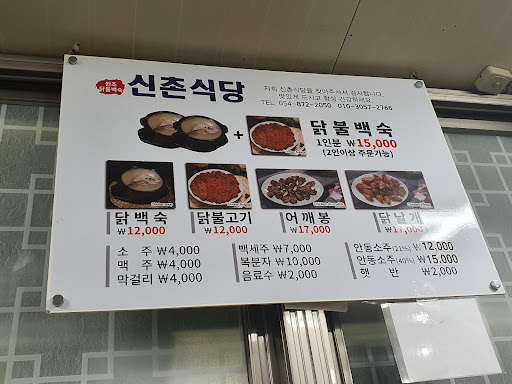 원조
닭불백숙
신촌식당
저희 신촌식당을 찾아주셔서 감사합니다
맛있게 드시고 항상 건강하세요
TEL. 054-872-2050, 010-3057-2766
+
닭불백숙
1인분 ₩15,000
(2인이상 주문가능)
닭백숙 닭불고기 어깨봉 닭날개
₩12,000 ₩12,000 ₩17,000 ₩17,000
소 주 ₩4,000 백세주 ₩7,000 안동소주(21%) ₩12,000
맥 주 ₩4,000 복분자 ₩10,000 안동소주(40%) ₩15,000
막걸리 ₩4,000 음료수 ₩2,000 햇 반 ₩2,000